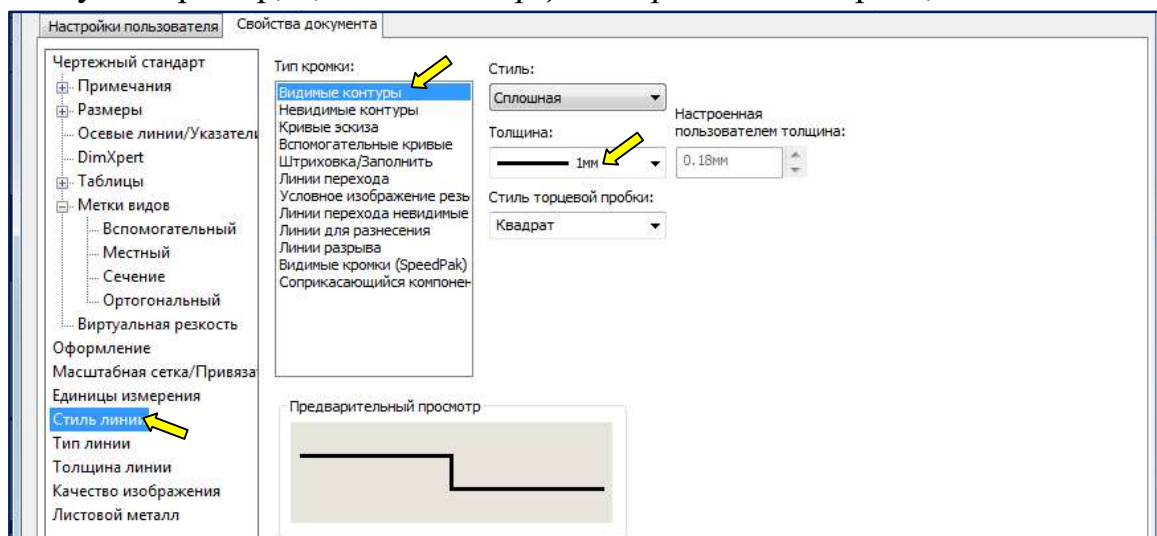 Настройки пользователя
Свойства документа
Чертежный стандарт
Примечания
Размеры
Осевые линии/Указатели
DimXpert
Таблицы
Метки видов
Вспомогательный
Местный
Сечение
Ортогональный
Виртуальная резкость
Оформление
Масштабная сетка/Привяза
Единицы измерения
Стиль линии
Тип линии
Толщина линии
Качество изображения
Листовой металл
Тип кромки:
Видимые контуры
Невидимые контуры
Кривые эскиза
Вспомогательные кривые
Штриховка/Заполнить
Линии перехода
Условное изображение резь
Линии перехода невидимые
Линии для разнесения
Линии разрыва
Видимые кромки (SpeedPak)
Соприкасающийся компонен
Стиль:
Сплошная
Толщина:
1мм
Настроенная
пользователем толщина:
0.18мм
Стиль торцевой пробки:
Квадрат
Предварительный просмотр